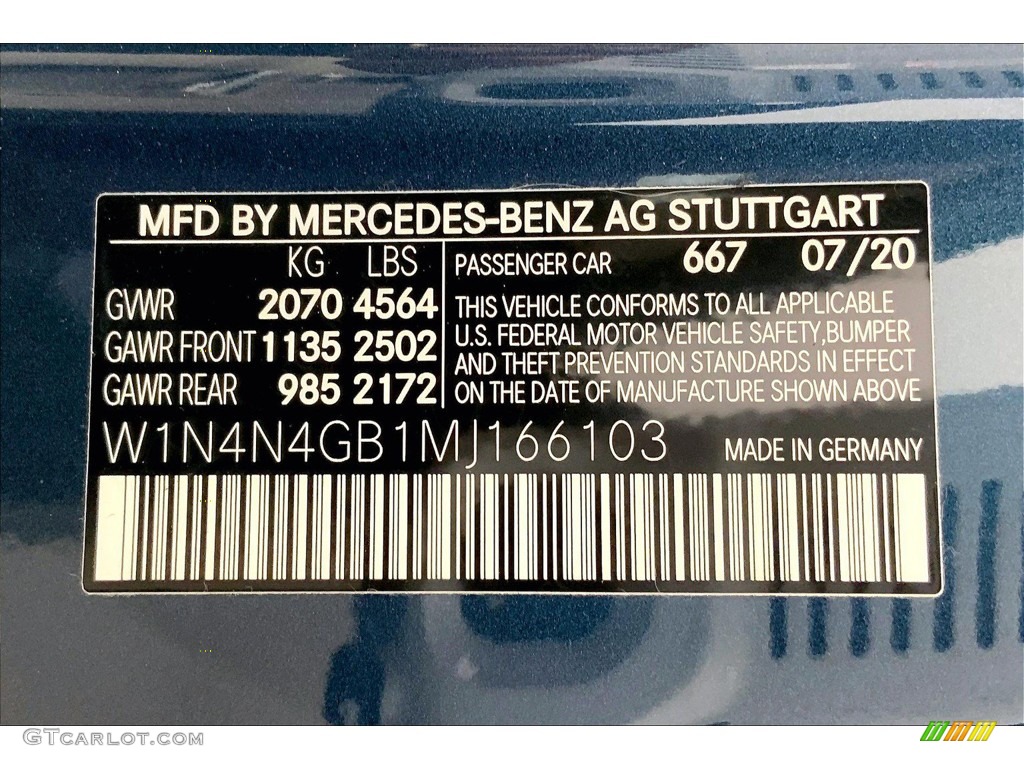 MFD BY MERCEDES-BENZ AG STUTTGART
KG LBS
GVWR 2070 4564
GAWR FRONT 1135 2502
GAWR REAR 985 2172
PASSENGER CAR 667 07/20
THIS VEHICLE CONFORMS TO ALL APPLICABLE
U.S. FEDERAL MOTOR VEHICLE SAFETY, BUMPER
AND THEFT PREVENTION STANDARDS IN EFFECT
ON THE DATE OF MANUFACTURE SHOWN ABOVE
W1N4N4GB1MJ166103 MADE IN GERMANY
GTCarlot.com